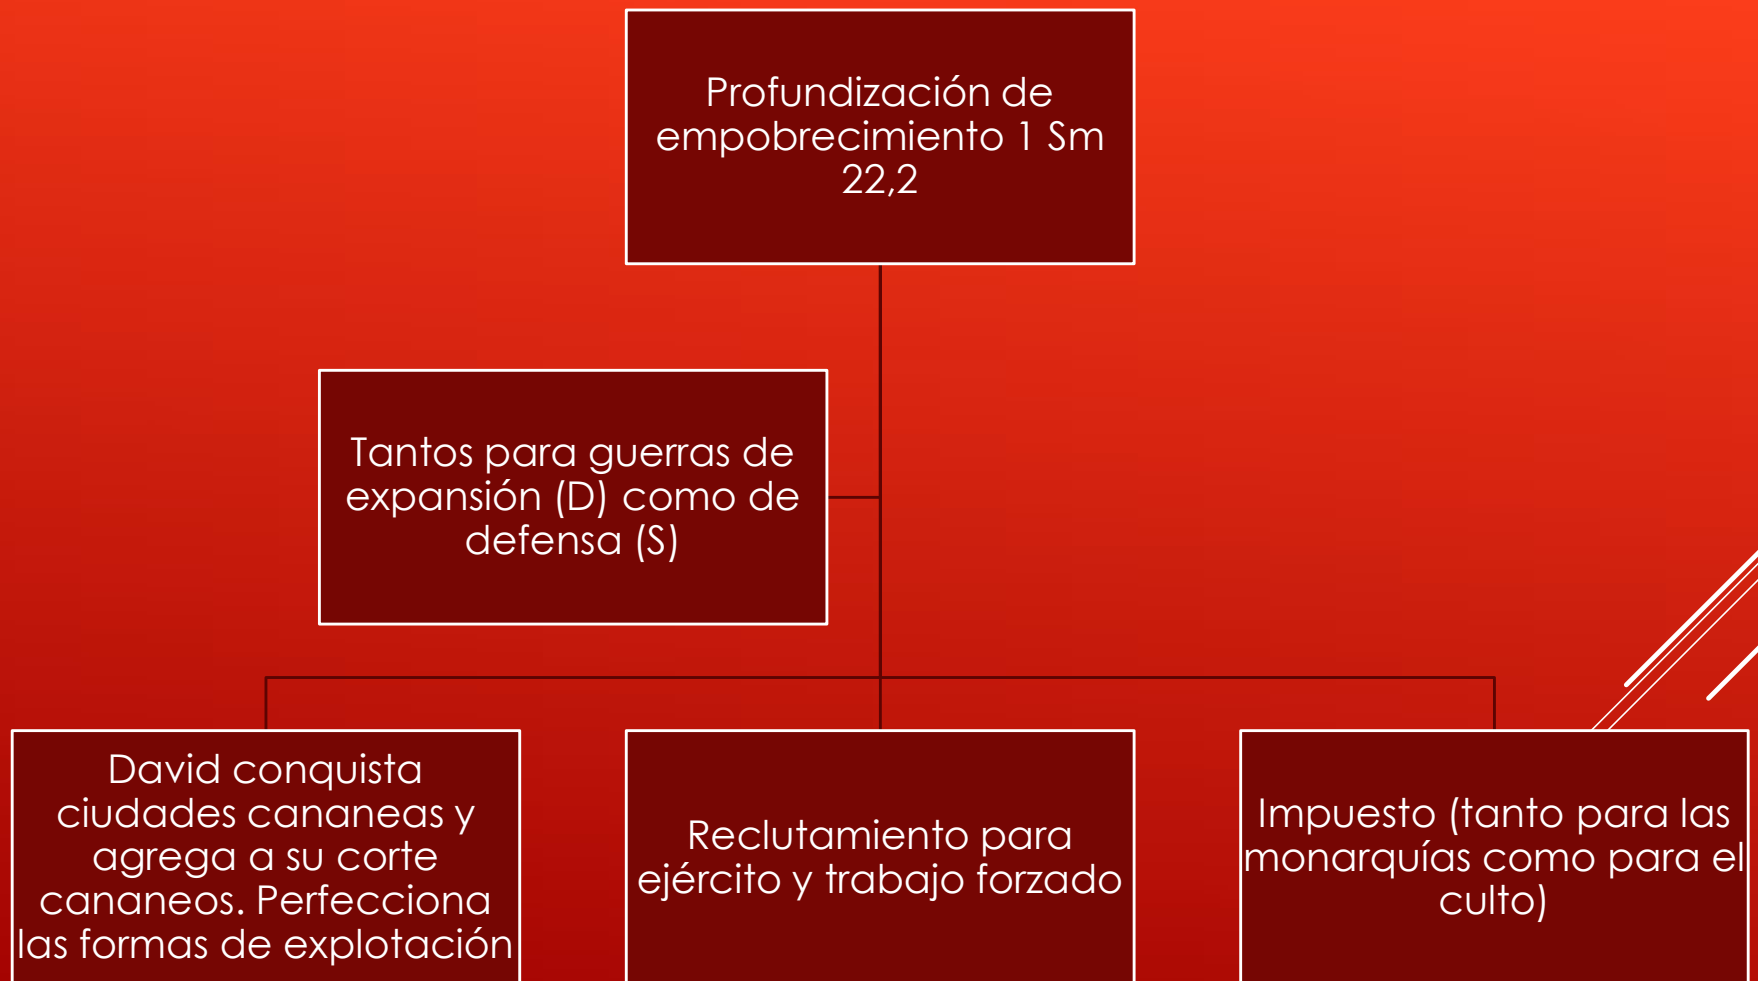 Profundización de
empobrecimiento 1 Sm
22,2
Tantos para guerras de
expansión (D) como de
defensa (S)
David conquista
ciudades cananeas y
agrega a su corte
cananeos. Perfecciona
las formas de explotación
Reclutamiento para
ejército y trabajo forzado
Impuesto (tanto para las
monarquías como para el
culto)